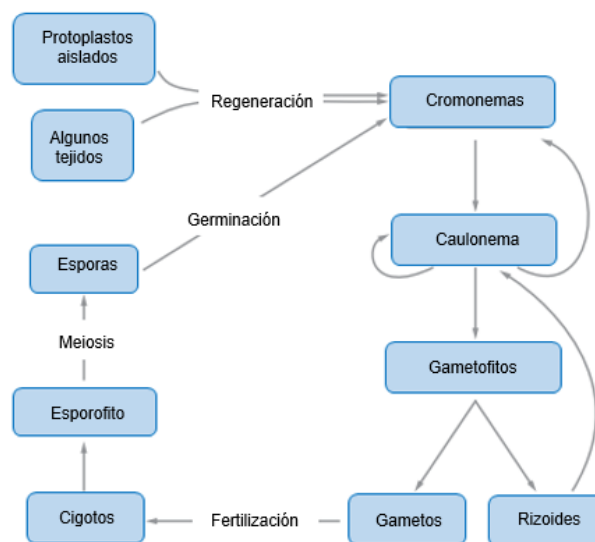 Protoplastos
aislados
Regeneración
Cromonemas
Algunos
tejidos
Germinación
Caulonema
Esporas
Meiosis
Gametofitos
Esporofito
Cigotos
Fertilización
Gametos
Rizoides